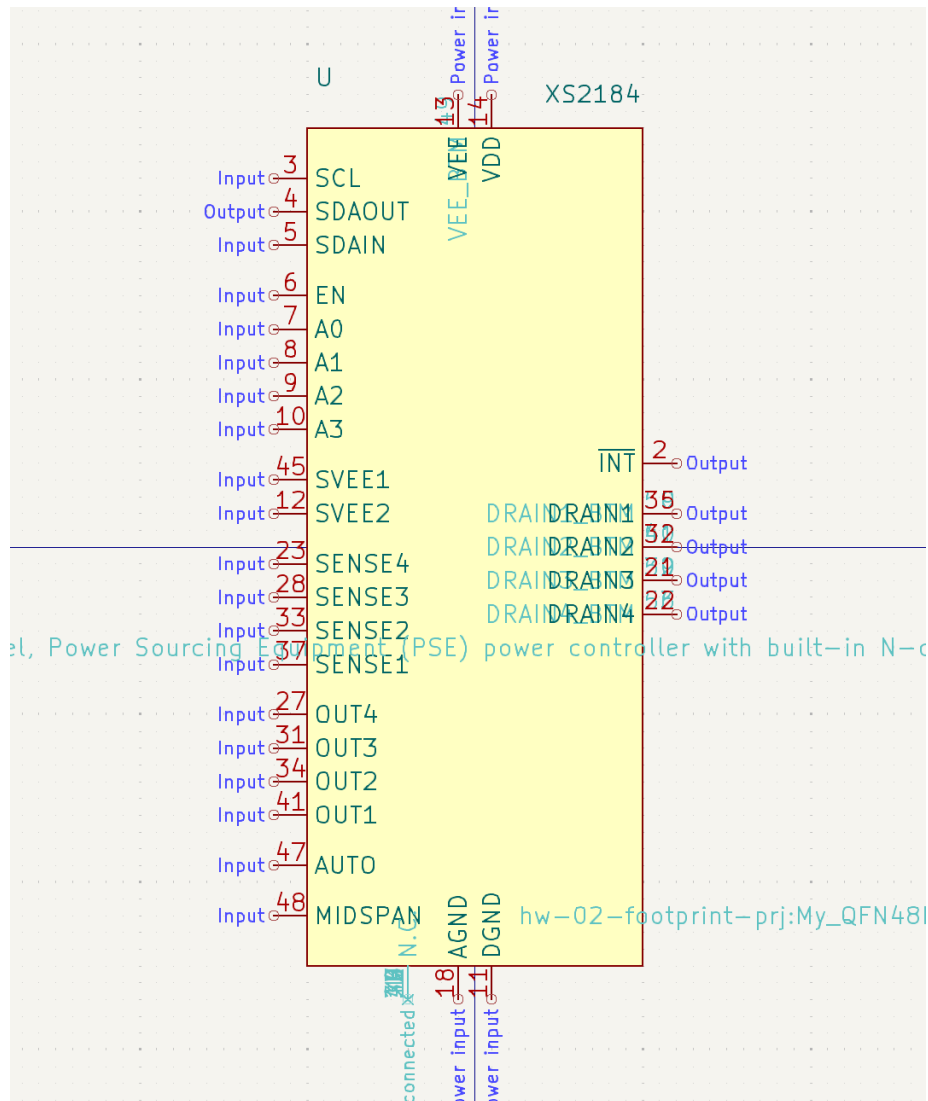 Power in
Power in
U
XS2184
13
14
VEE
VDD
VEE_BTM
Input 3 SCL
Output 4 SDAOUT
Input 5 SDAIN
Input 6 EN
Input 7 A0
Input 8 A1
Input 9 A2
Input 10 A3
INT 2 Output
Input 45 SVEE1
Input 12 SVEE2
DRAIN1 35 Output
DRAIN2 32 Output
DRAIN3 21 Output
DRAIN4 22 Output
DRAIN1_BTM
DRAIN2_BTM
DRAIN3_BTM
DRAIN4_BTM
Input 23 SENSE4
Input 28 SENSE3
Input 33 SENSE2
el, Power Sourcing Equipment (PSE) power controller with built-in N-c
Input 37 SENSE1
Input 27 OUT4
Input 31 OUT3
Input 34 OUT2
Input 41 OUT1
Input 47 AUTO
Input 48 MIDSPAN
hw-02-footprint-prj:My_QFN48
N.C
AGND
DGND
18
11
connected
ower input
ower input